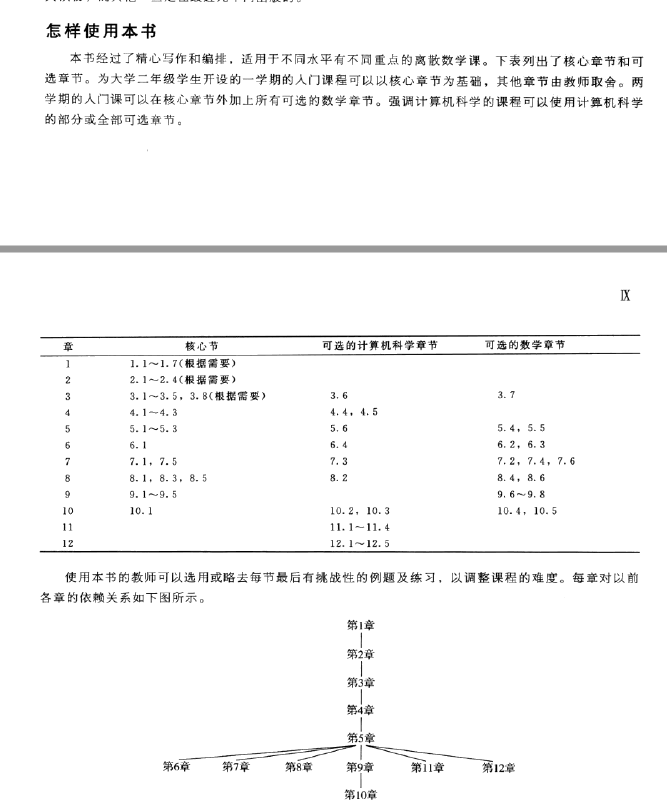 怎样使用本书
本书经过了精心写作和编排，适用于不同水平有不同重点的离散数学课。下表列出了核心章节和可
选章节。为大学二年级学生开设的一学期的入门课程可以以核心章节为基础，其他章节由教师取舍。两
学期的入门课可以在核心章节外加上所有可选的数学章节。强调计算机科学的课程可以使用计算机科学
的部分或全部可选章节。
Ⅸ
章 核心节 可选的计算机科学章节 可选的数学章节
1 1.1～1.7(根据需要)
2 2.1～2.4(根据需要)
3 3.1～3.5，3.8(根据需要) 3.6 3.7
4 4.1～4.3 4.4，4.5
5 5.1～5.3 5.6 5.4，5.5
6 6.1 6.4 6.2，6.3
7 7.1，7.5 7.3 7.2，7.4，7.6
8 8.1，8.3，8.5 8.2 8.4，8.6
9 9.1～9.5 9.6～9.8
10 10.1 10.2，10.3 10.4，10.5
11 11.1～11.4
12 12.1～12.5
使用本书的教师可以选用或略去每节最后有挑战性的例题及练习，以调整课程的难度。每章对以前
各章的依赖关系如下图所示。
第1章
第2章
第3章
第4章
第5章
第6章 第7章 第8章 第9章 第11章 第12章
第10章